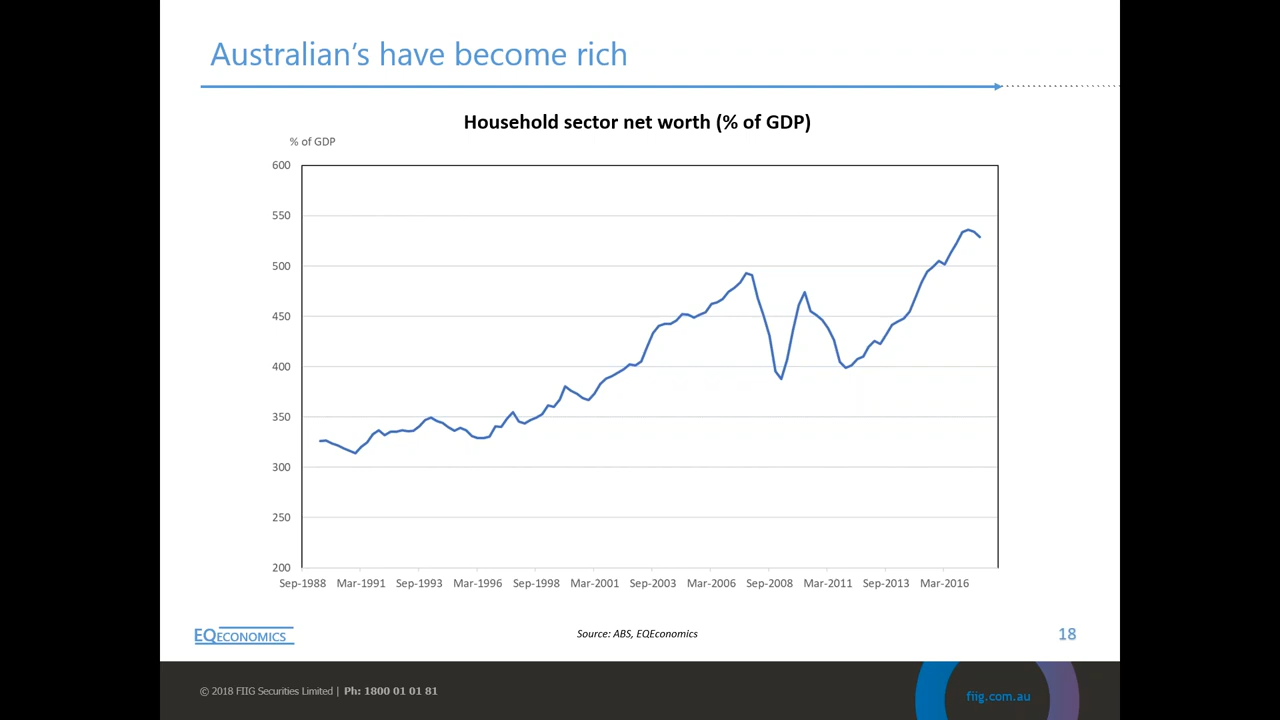 Australian’s have become rich
Household sector net worth (% of GDP)
% of GDP
600
550
500
450
400
350
300
250
200
Sep-1988 Mar-1991 Sep-1993 Mar-1996 Sep-1998 Mar-2001 Sep-2003 Mar-2006 Sep-2008 Mar-2011 Sep-2013 Mar-2016
EQECONOMICS
Source: ABS, EQEconomics
18
© 2018 FIIG Securities Limited | Ph: 1800 01 01 81
fiig.com.au